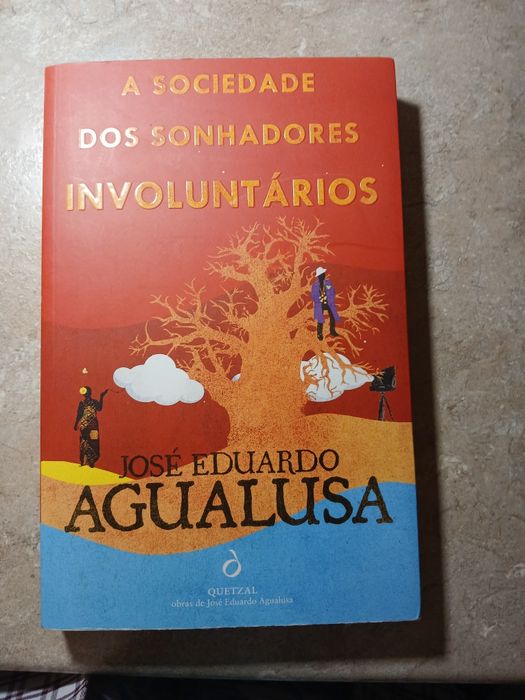 A SOCIEDADE
DOS SONHADORES
INVOLUNTÁRIOS
JOSÉ EDUARDO
AGUALUSA
QUETZAL
obras de José Eduardo Agualusa